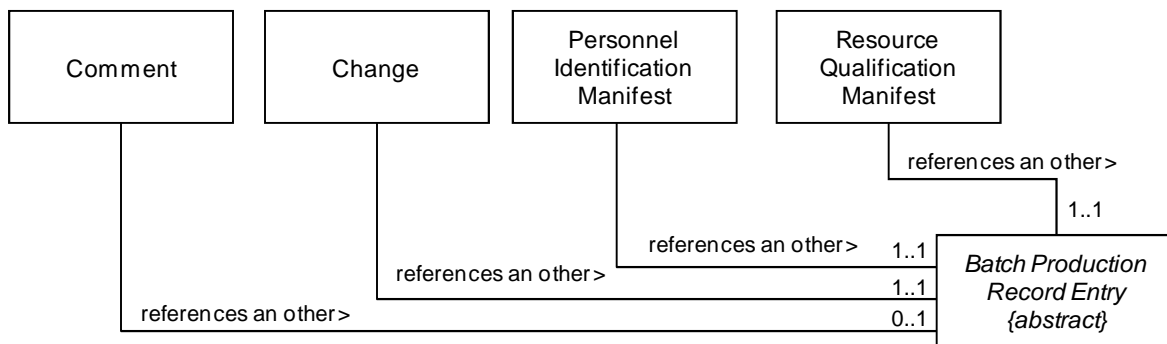 Comment
Change
Personnel
Identification
Manifest
Resource
Qualification
Manifest
references an other>
1..1
references an other>
1..1
references an other>
1..1
references an other>
0..1
Batch Production
Record Entry
{abstract}